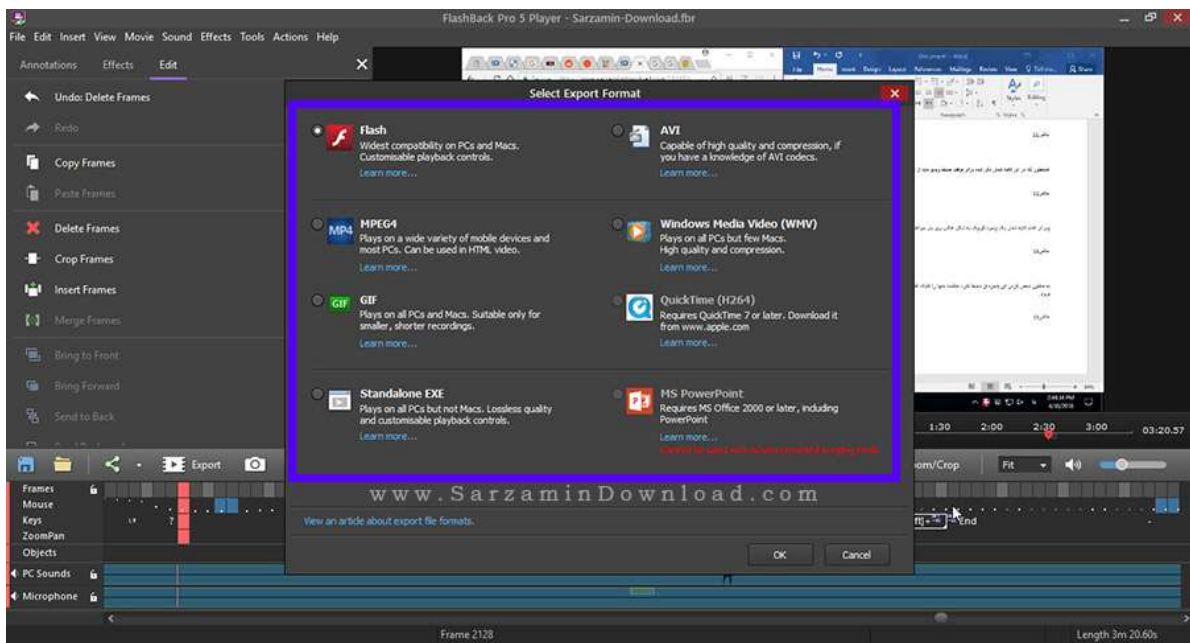 FlashBack Pro 5 Player - Sarzamin-Download.fbr
File Edit Insert View Movie Sound Effects Tools Actions Help
Annotations Effects Edit
Undo: Delete Frames
Redo
Copy Frames
Paste Frames
Delete Frames
Crop Frames
Insert Frames
Merge Frames
Bring to Front
Bring Forward
Send to Back
Select Export Format
Flash
Widest compatibility on PCs and Macs.
Customisable playback controls.
Learn more...
AVI
Capable of high quality and compression, if
you have a knowledge of AVI codecs.
Learn more...
MP4
MPEG4
Plays on a wide variety of mobile devices and
most PCs. Can be used in HTML video.
Learn more...
Windows Media Video (WMV)
Plays on all PCs but few Macs.
High quality and compression.
Learn more...
GIF
GIF
Plays on all PCs and Macs. Suitable only for
smaller, shorter recordings.
Learn more...
QuickTime (H264)
Requires QuickTime 7 or later. Download it
from www.apple.com
Learn more...
Standalone EXE
Plays on all PCs but not Macs. Lossless quality
and customisable playback controls.
Learn more...
MS PowerPoint
Requires MS Office 2000 or later, including
PowerPoint
Learn more...
www.SarzaminDownload.com
View an article about export file formats.
OK Cancel
1:30 2:00 2:30 3:00 03:20.57
Export
om/Crop Fit
Frames
Mouse
Keys
ZoomPan
Objects
PC Sounds
Microphone
End
Frame 2128
Length 3m 20.60s